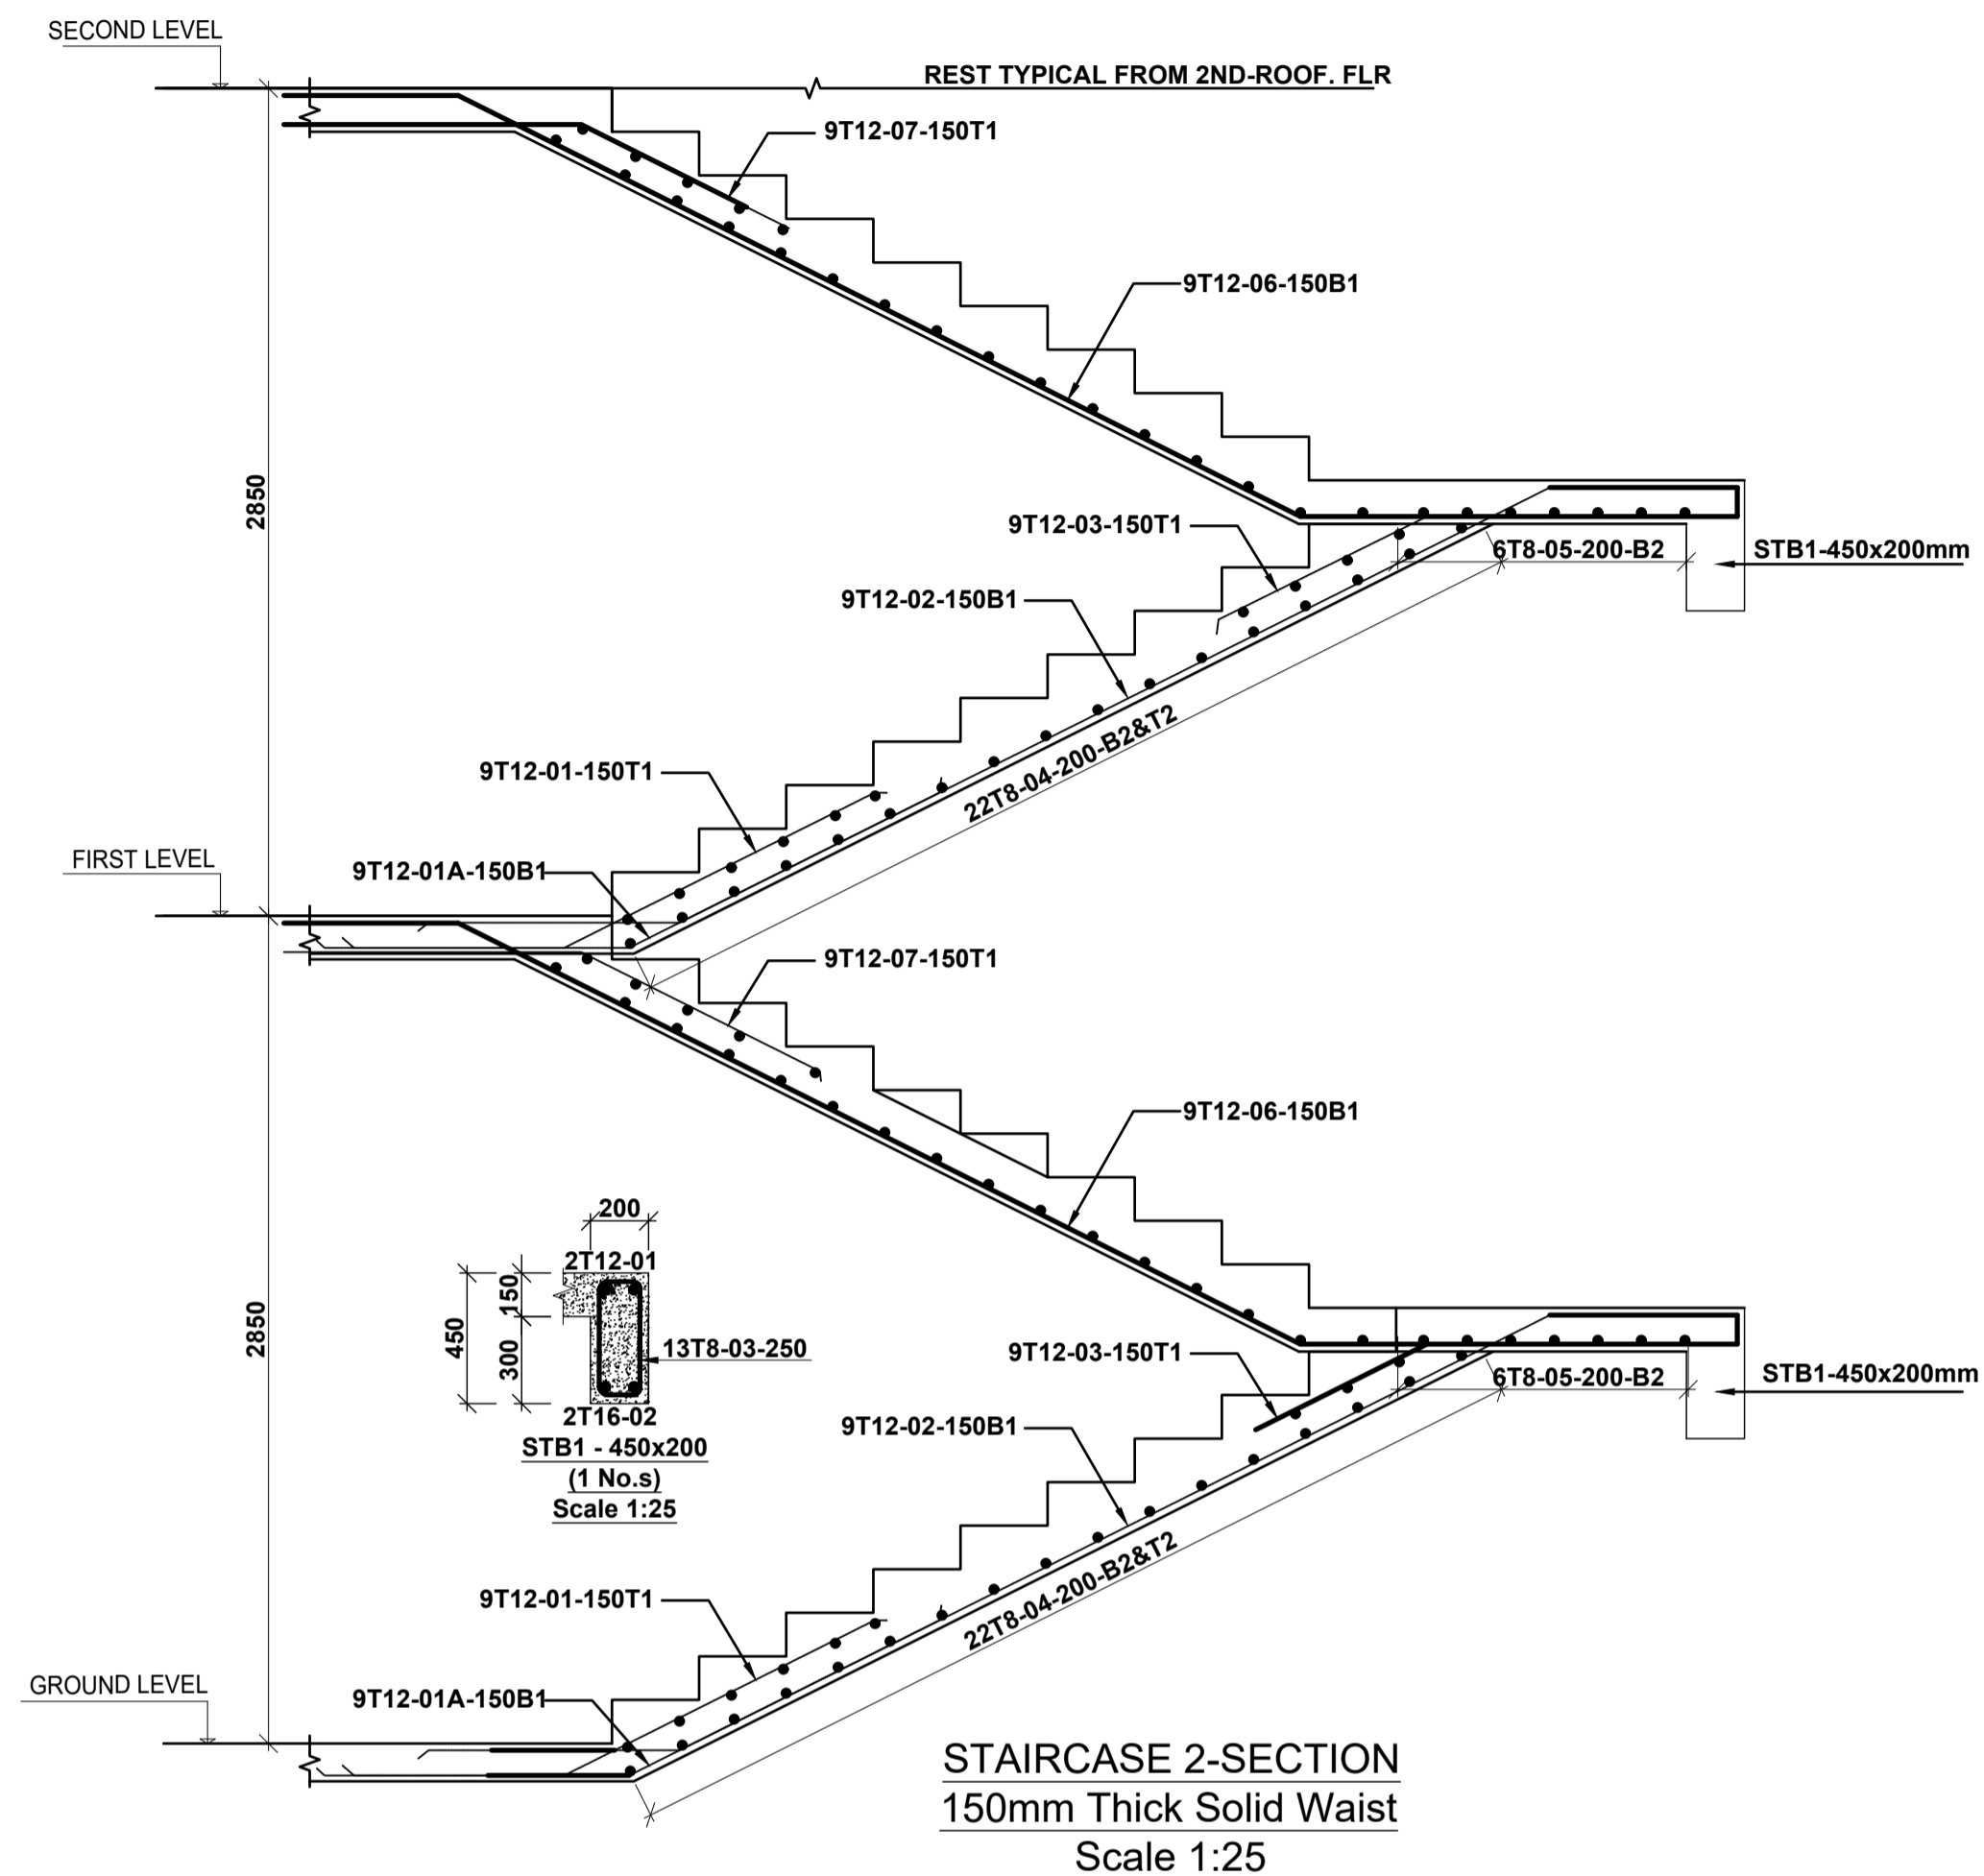 SECOND LEVEL
REST TYPICAL FROM 2ND-ROOF. FLR
9T12-07-150T1
9T12-06-150B1
2850
9T12-03-150T1
6T8-05-200-B2
STB1-450x200mm
9T12-02-150B1
22T8-04-200-B2&T2
9T12-01-150T1
FIRST LEVEL
9T12-01A-150B1
9T12-07-150T1
9T12-06-150B1
200
2T12-01
150
450
300
13T8-03-250
2T16-02
STB1 - 450x200
(1 No.s)
Scale 1:25
2850
9T12-03-150T1
6T8-05-200-B2
STB1-450x200mm
9T12-02-150B1
22T8-04-200-B2&T2
9T12-01-150T1
GROUND LEVEL
9T12-01A-150B1
STAIRCASE 2-SECTION
150mm Thick Solid Waist
Scale 1:25